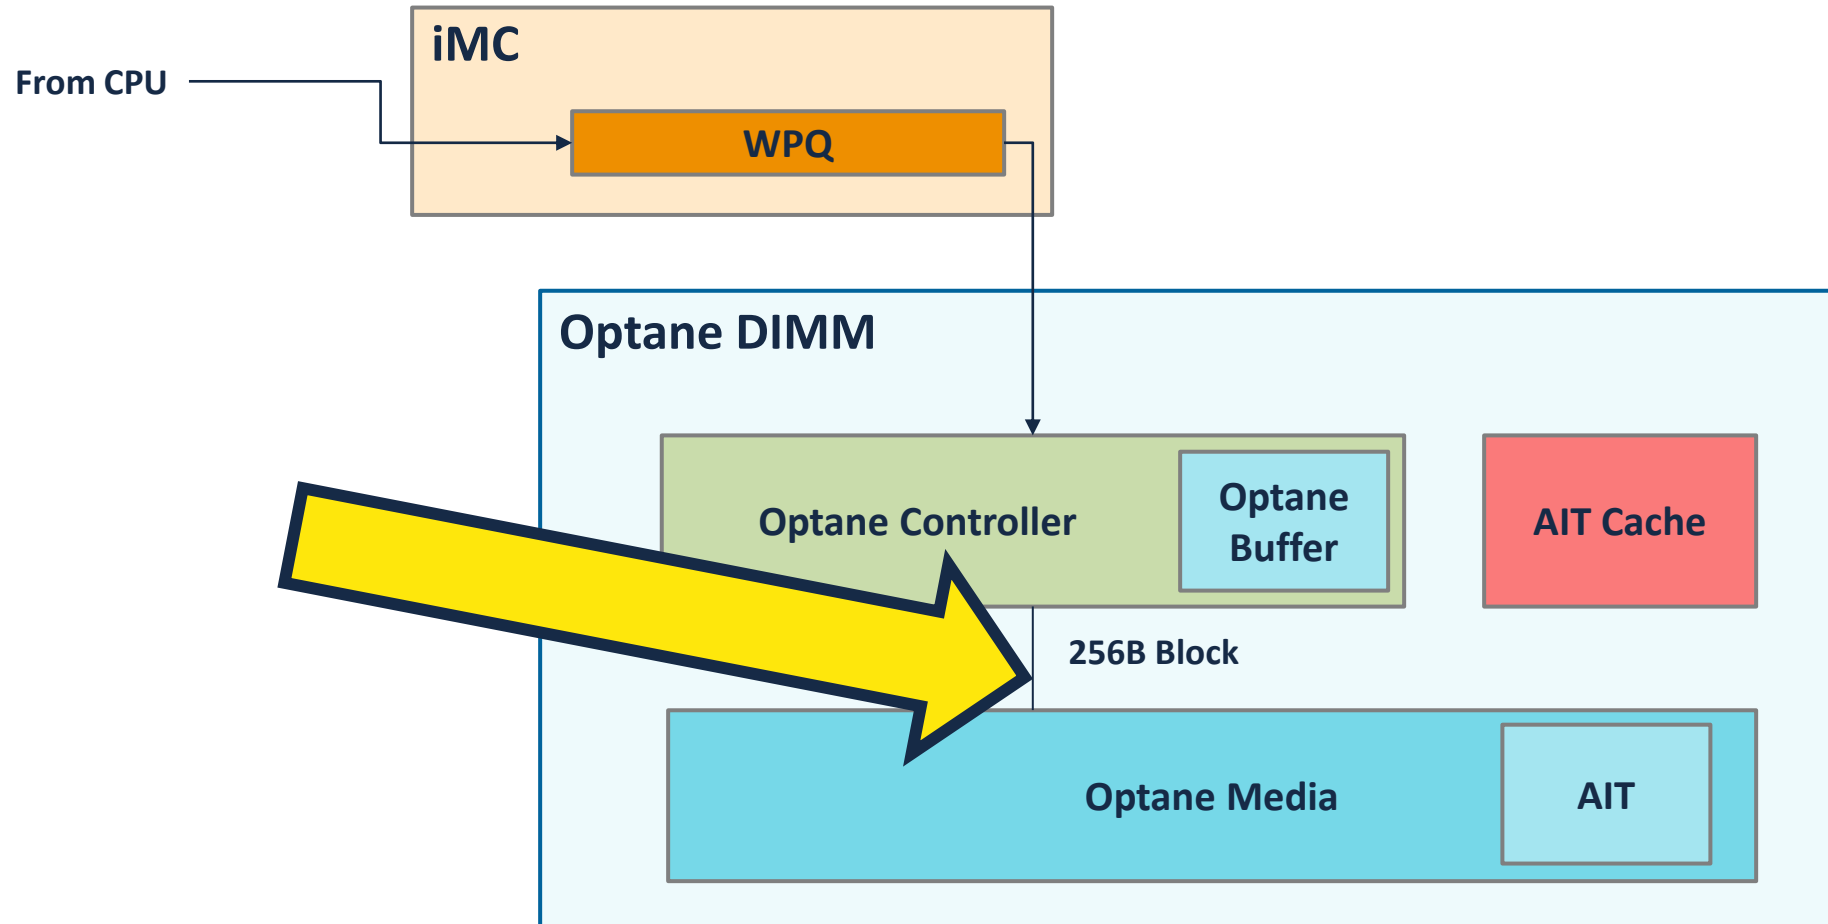 iMC
From CPU
WPQ
Optane DIMM
Optane Controller
Optane
Buffer
AIT Cache
256B Block
Optane Media
AIT